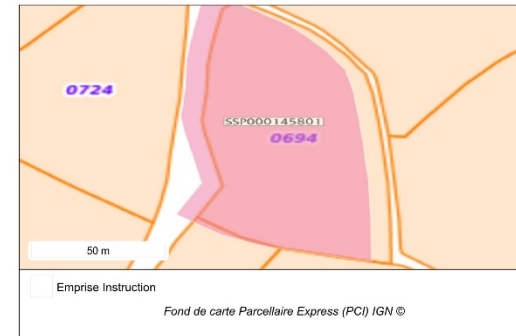 0724
SSP000145801
0694
50 m
Emprise Instruction
Fond de carte Parcellaire Express (PCI) IGN ©